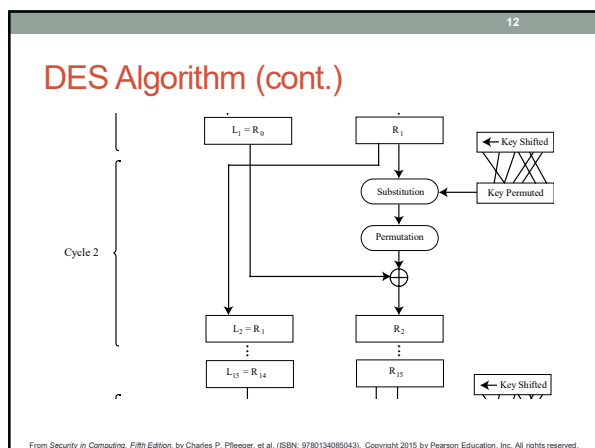 12
DES Algorithm (cont.)
L1 = R0
R1
← Key Shifted
Substitution
Key Permuted
Permutation
Cycle 2
L2 = R1
R2
L15 = R14
R15
← Key Shifted
From Security in Computing, Fifth Edition, by Charles P. Pfleeger, et al. (ISBN: 9780134085043). Copyright 2015 by Pearson Education, Inc. All rights reserved.